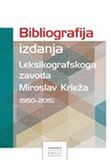 Bibliografija
izdanja
Leksikografskoga
zavoda
Miroslav Krleža
(1950–2015)